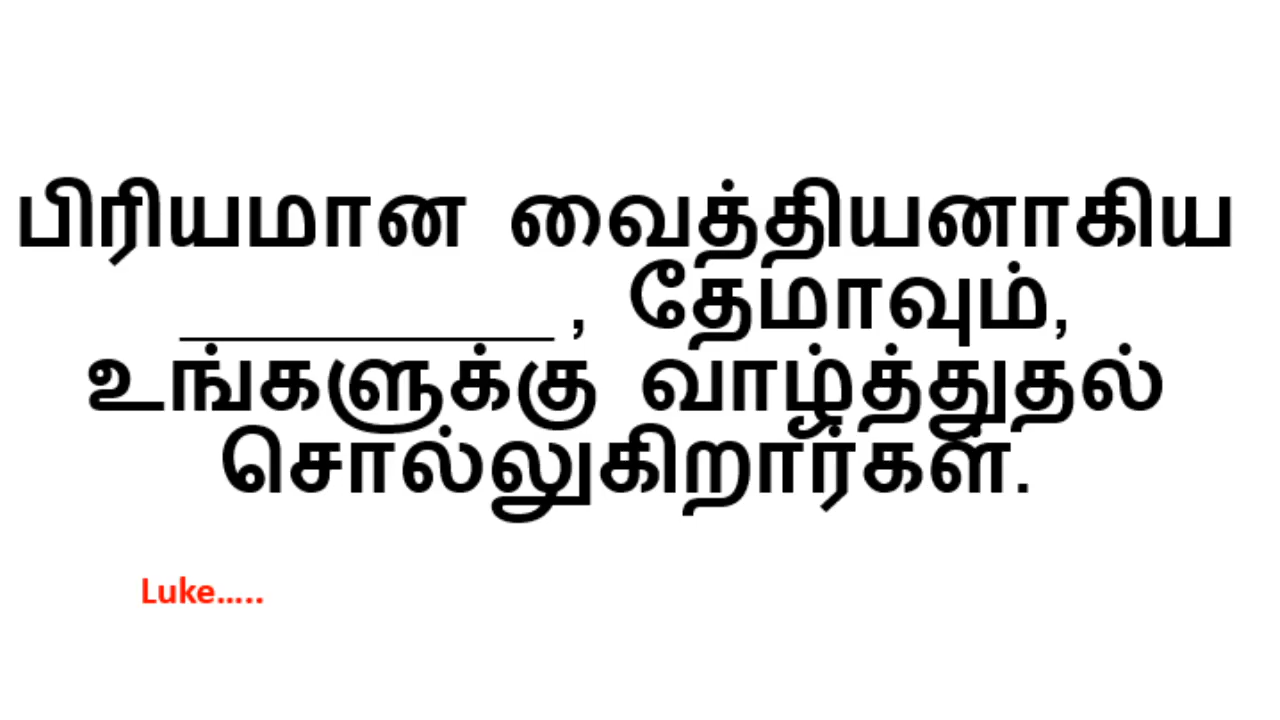 பிரியமான வைத்தியனாகிய
__________, தேமாவும்,
உங்களுக்கு வாழ்த்துதல்
சொல்லுகிறார்கள்.
Luke.....